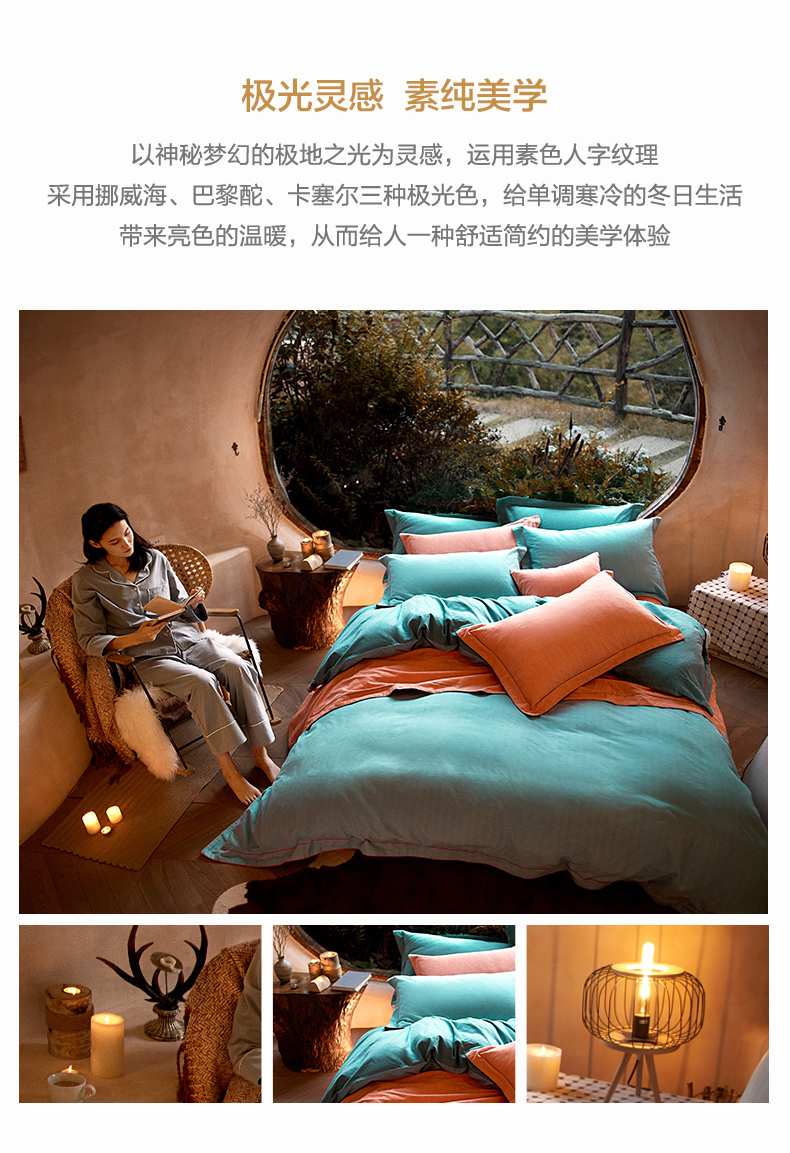 极光灵感 素纯美学
以神秘梦幻的极地之光为灵感，运用素色人字纹理
采用挪威海、巴黎酡、卡塞尔三种极光色，给单调寒冷的冬日生活
带来亮色的温暖，从而给人一种舒适简约的美学体验